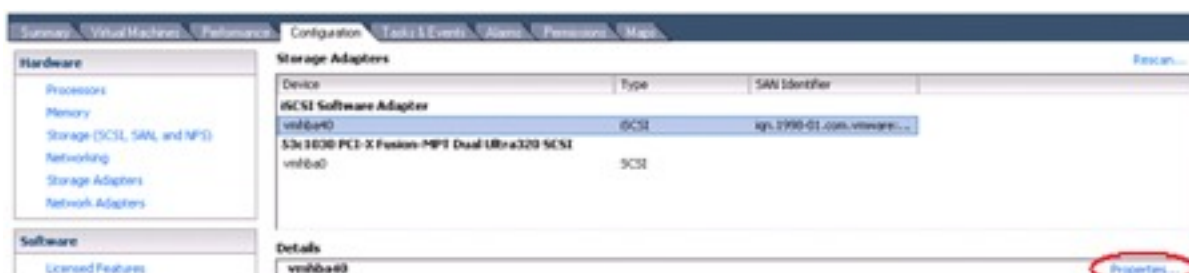 Summary Virtual Machines Performance Configuration Tasks & Events Alarms Permissions Maps
Hardware
Processors
Memory
Storage (SCSI, SAN, and NFS)
Networking
Storage Adapters
Network Adapters
Software
Licensed Features
Storage Adapters
Rescan...
Device Type SAN Identifier
iSCSI Software Adapter
vmhba40 iSCSI iqn.1998-01.com.vmware:...
53c1030 PCI-X Fusion-MPT Dual Ultra320 SCSI
vmhba0 SCSI
Details
vmhba40 Properties...